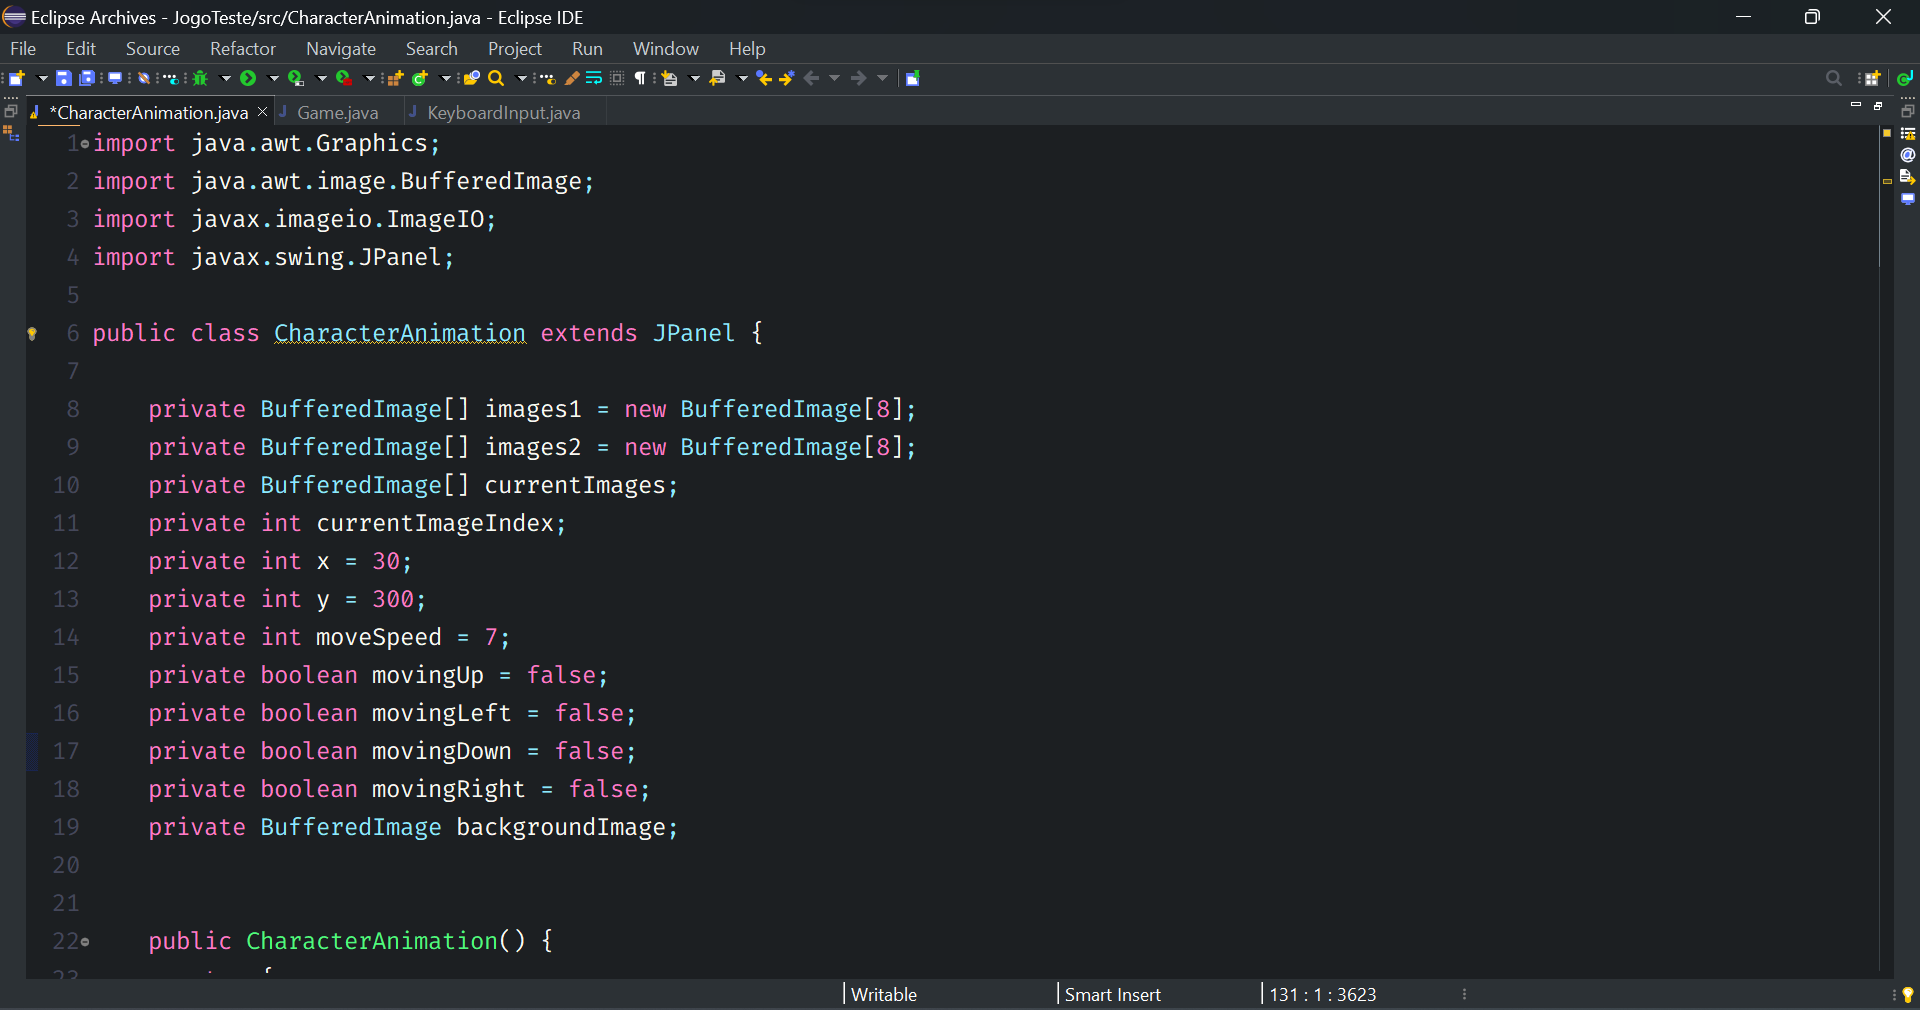 Eclipse Archives - JogoTeste/src/CharacterAnimation.java - Eclipse IDE
File Edit Source Refactor Navigate Search Project Run Window Help
*CharacterAnimation.java Game.java KeyboardInput.java
1 import java.awt.Graphics;
2 import java.awt.image.BufferedImage;
3 import javax.imageio.ImageIO;
4 import javax.swing.JPanel;
5
6 public class CharacterAnimation extends JPanel {
7
8 private BufferedImage[] images1 = new BufferedImage[8];
9 private BufferedImage[] images2 = new BufferedImage[8];
10 private BufferedImage[] currentImages;
11 private int currentImageIndex;
12 private int x = 30;
13 private int y = 300;
14 private int moveSpeed = 7;
15 private boolean movingUp = false;
16 private boolean movingLeft = false;
17 private boolean movingDown = false;
18 private boolean movingRight = false;
19 private BufferedImage backgroundImage;
20
21
22 public CharacterAnimation() {
Writable Smart Insert 131 : 1 : 3623